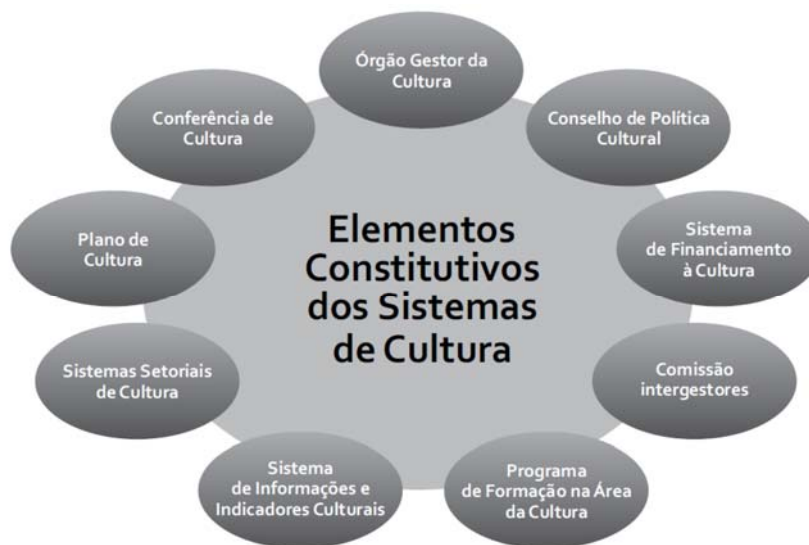 Órgão Gestor da
Cultura
Conferência de
Cultura
Conselho de Política
Cultural
Plano de
Cultura
Elementos
Constitutivos
dos Sistemas
de Cultura
Sistema
de Financiamento
à Cultura
Sistemas Setoriais
de Cultura
Comissão
intergestores
Sistema
de Informações e
Indicadores Culturais
Programa
de Formação na Área
da Cultura